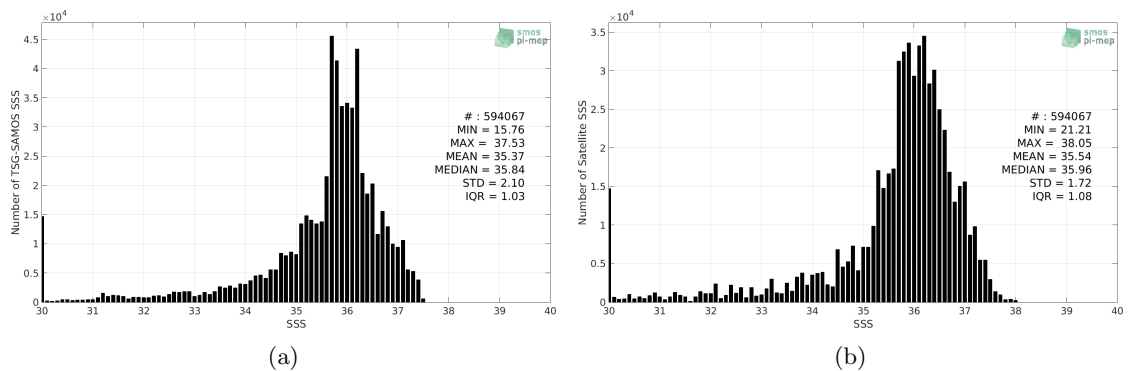 ×10⁴
4.5
4
3.5
3
2.5
2
1.5
1
0.5
0
Number of TSG-SAMOS SSS
30 31 32 33 34 35 36 37 38 39 40
SSS
smos
pi-mep
# : 594067
MIN = 15.76
MAX = 37.53
MEAN = 35.37
MEDIAN = 35.84
STD = 2.10
IQR = 1.03
(a)
×10⁴
3.5
3
2.5
2
1.5
1
0.5
0
Number of Satellite SSS
30 31 32 33 34 35 36 37 38 39 40
SSS
smos
pi-mep
# : 594067
MIN = 21.21
MAX = 38.05
MEAN = 35.54
MEDIAN = 35.96
STD = 1.72
IQR = 1.08
(b)